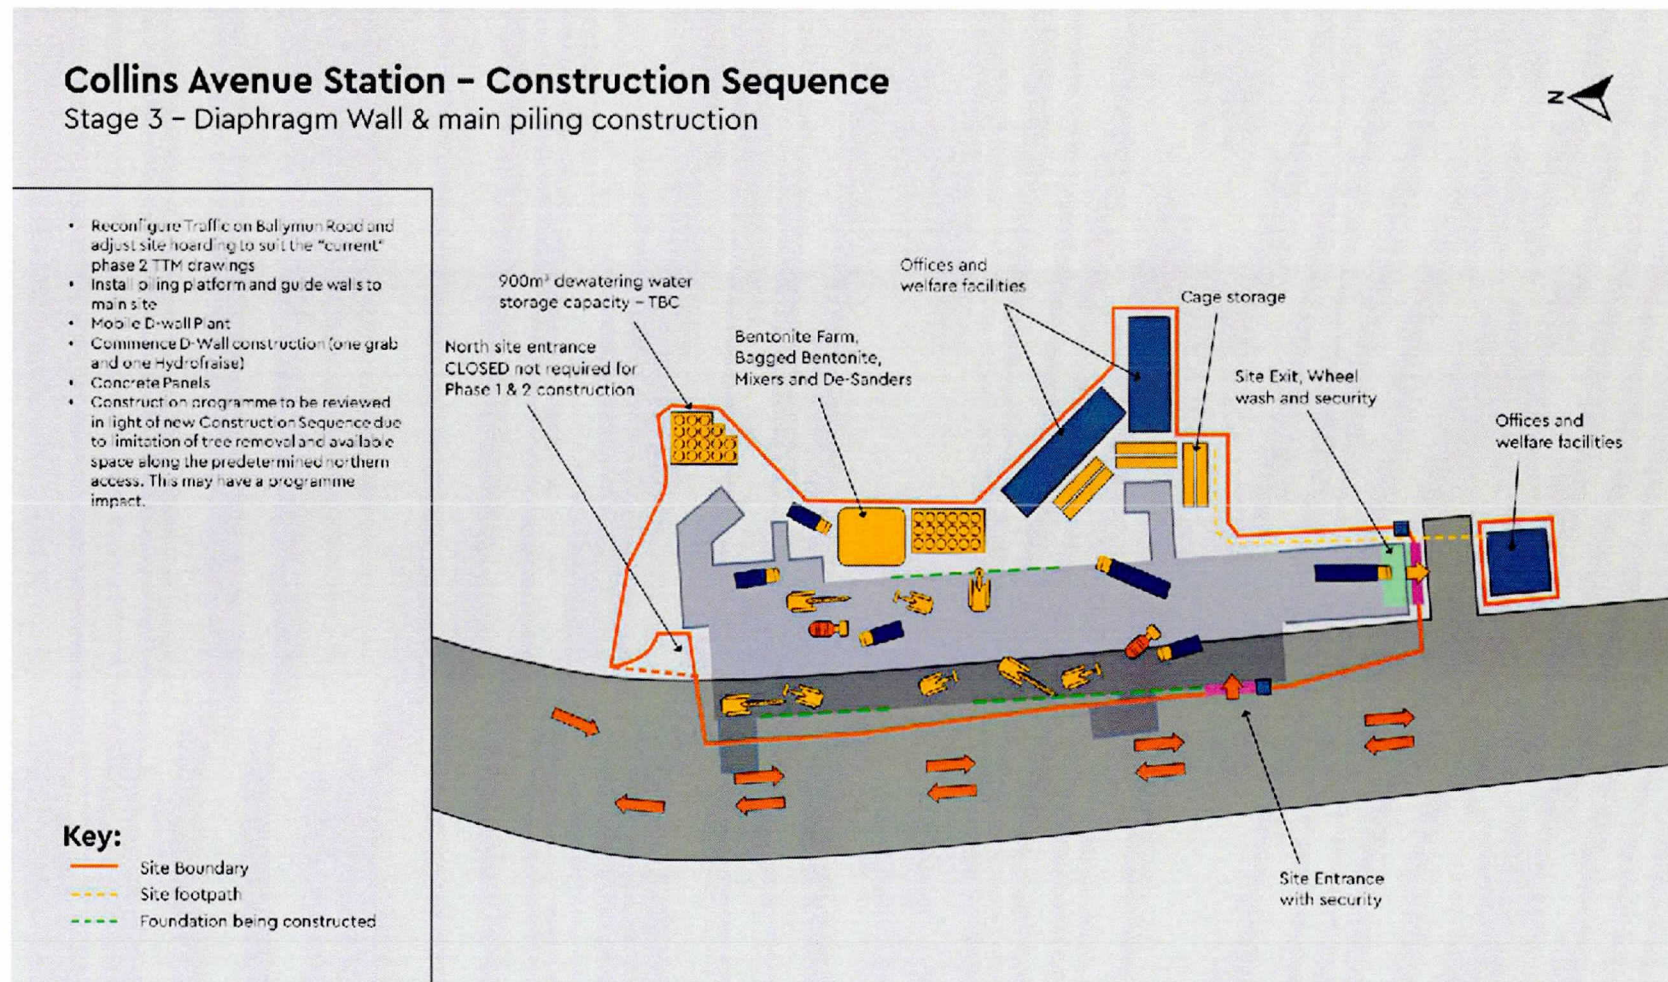 Collins Avenue Station – Construction Sequence
Stage 3 – Diaphragm Wall & main piling construction
N
• Reconfigure Traffic on Ballymun Road and
adjust site hoarding to suit the "current"
phase 2 TTM drawings
• Install piling platform and guide walls to
main site
• Mobile D-wall Plant
• Commence D-Wall construction (one grab
and one Hydrofraise)
• Concrete Panels
• Construction programme to be reviewed
in light of new Construction Sequence due
to limitation of tree removal and available
space along the predetermined northern
access. This may have a programme
impact.
900m³ dewatering water
storage capacity – TBC
North site entrance
CLOSED not required for
Phase 1 & 2 construction
Bentonite Farm,
Bagged Bentonite,
Mixers and De-Sanders
Offices and
welfare facilities
Cage storage
Site Exit, Wheel
wash and security
Offices and
welfare facilities
Site Entrance
with security
Key:
Site Boundary
Site footpath
Foundation being constructed